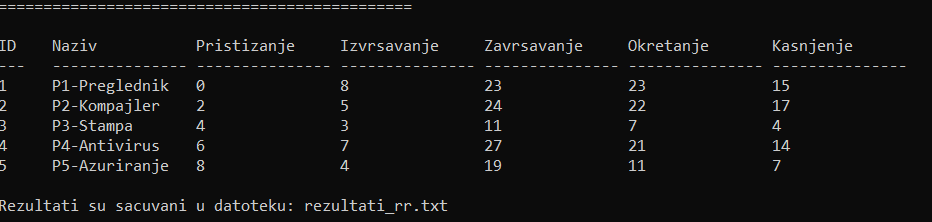 ===============================================
ID Naziv Pristizanje Izvrsavanje Zavrsavanje Okretanje Kasnjenje
--- --------------- --------------- --------------- --------------- --------------- ---------------
1 P1-Preglednik 0 8 23 23 15
2 P2-Kompajler 2 5 24 22 17
3 P3-Stampa 4 3 11 7 4
4 P4-Antivirus 6 7 27 21 14
5 P5-Azuriranje 8 4 19 11 7
Rezultati su sacuvani u datoteku: rezultati_rr.txt